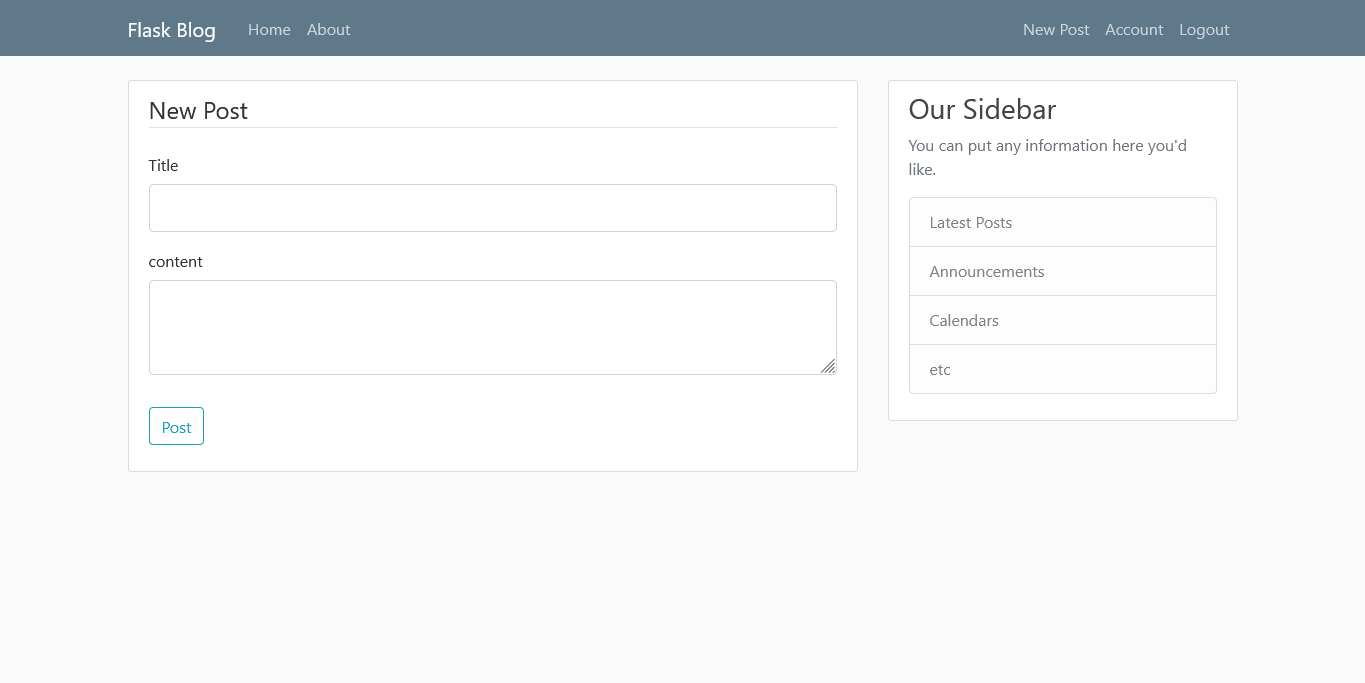 Flask Blog Home About New Post Account Logout
New Post
Title
content
Post
Our Sidebar
You can put any information here you'd
like.
Latest Posts
Announcements
Calendars
etc